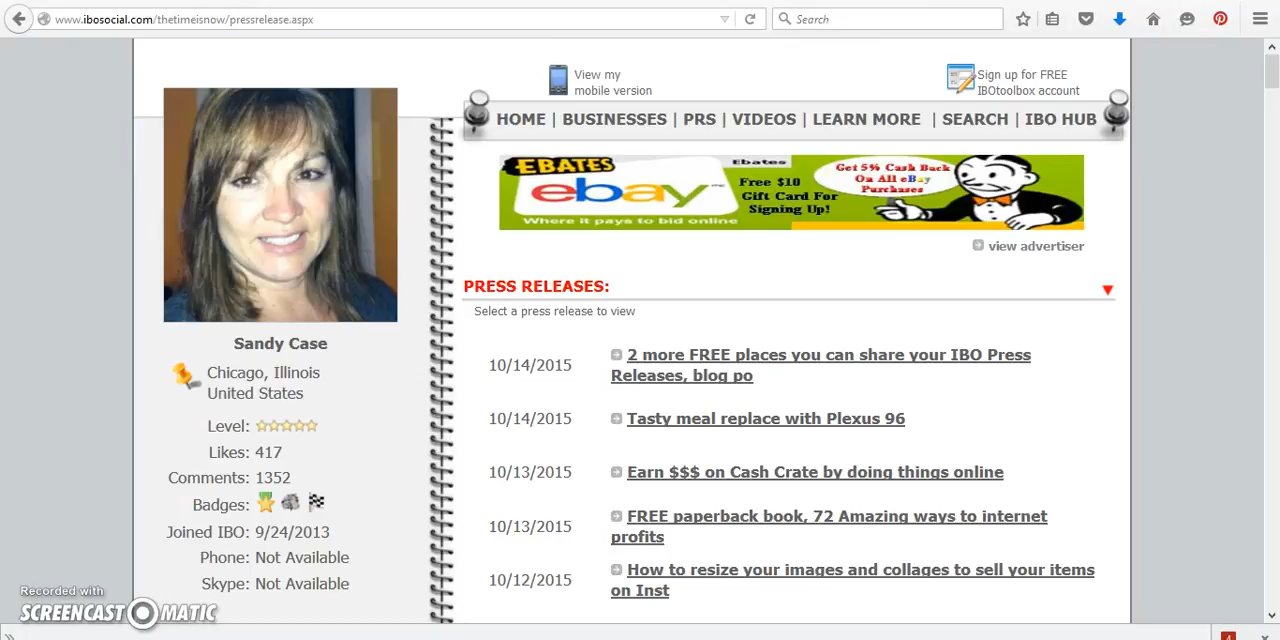 www.ibosocial.com/thetimeisnow/pressrelease.aspx
Search
View my
mobile version
Sign up for FREE
IBOtoolbox account
HOME | BUSINESSES | PRS | VIDEOS | LEARN MORE | SEARCH | IBO HUB
EBATES
ebay
Where it pays to bid online
Ebates
Free $10
Gift Card For
Signing Up!
Get 5% Cash Back
On All eBay
Purchases
view advertiser
PRESS RELEASES:
Select a press release to view
10/14/2015
2 more FREE places you can share your IBO Press
Releases, blog po
10/14/2015
Tasty meal replace with Plexus 96
10/13/2015
Earn $$$ on Cash Crate by doing things online
10/13/2015
FREE paperback book, 72 Amazing ways to internet
profits
10/12/2015
How to resize your images and collages to sell your items
on Inst
Sandy Case
Chicago, Illinois
United States
Level:
Likes: 417
Comments: 1352
Badges:
Joined IBO: 9/24/2013
Phone: Not Available
Skype: Not Available
Recorded with
SCREENCAST MATIC
4